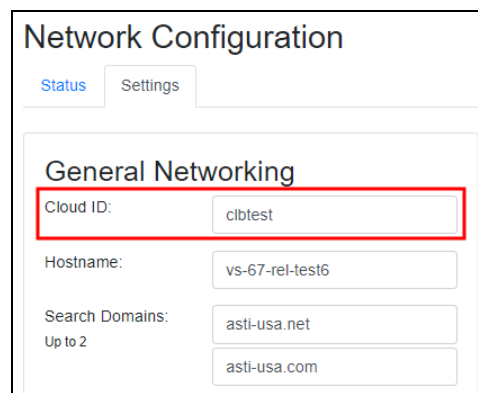 Network Configuration
Status Settings
General Networking
Cloud ID: clbtest
Hostname: vs-67-rel-test6
Search Domains: asti-usa.net
Up to 2
asti-usa.com